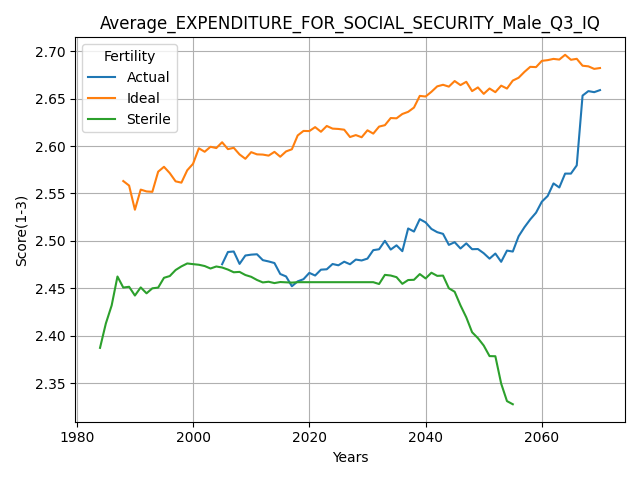 Average_EXPENDITURE_FOR_SOCIAL_SECURITY_Male_Q3_IQ
Fertility
Actual
Ideal
Sterile
Score(1-3)
2.70
2.65
2.60
2.55
2.50
2.45
2.40
2.35
1980 2000 2020 2040 2060
Years